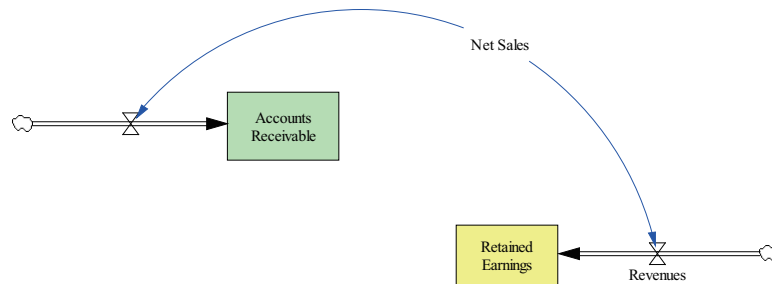 Net Sales
Accounts
Receivable
Retained
Earnings
Revenues